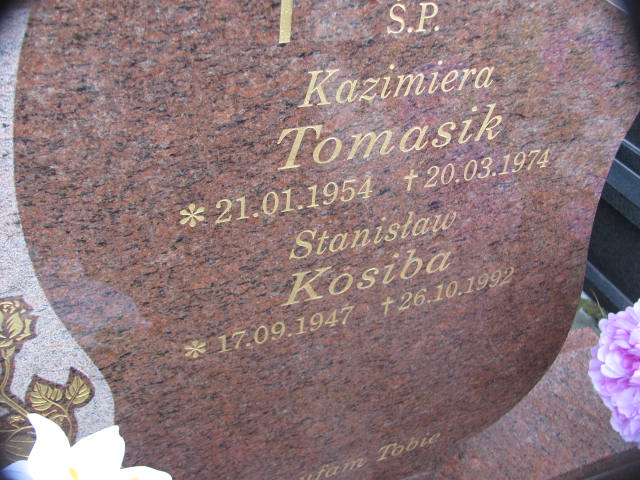 Ś.P.
Kazimiera
Tomasik
* 21.01.1954 † 20.03.1974
Stanisław
Kosiba
* 17.09.1947 † 26.10.1992
Tobie